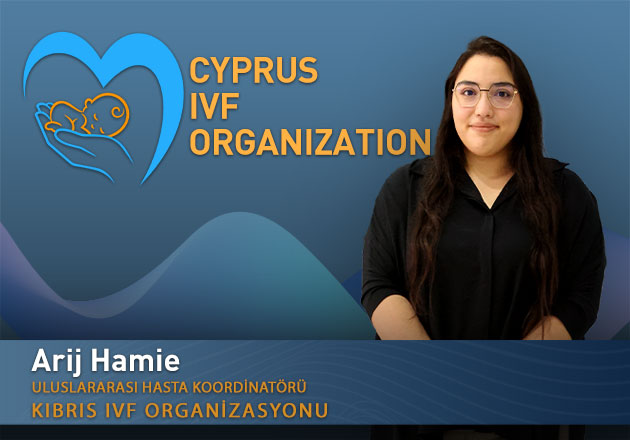 CYPRUS
IVF
ORGANIZATION
Arij Hamie
ULUSLARARASI HASTA KOORDİNATÖRÜ
KIBRIS IVF ORGANİZASYONU